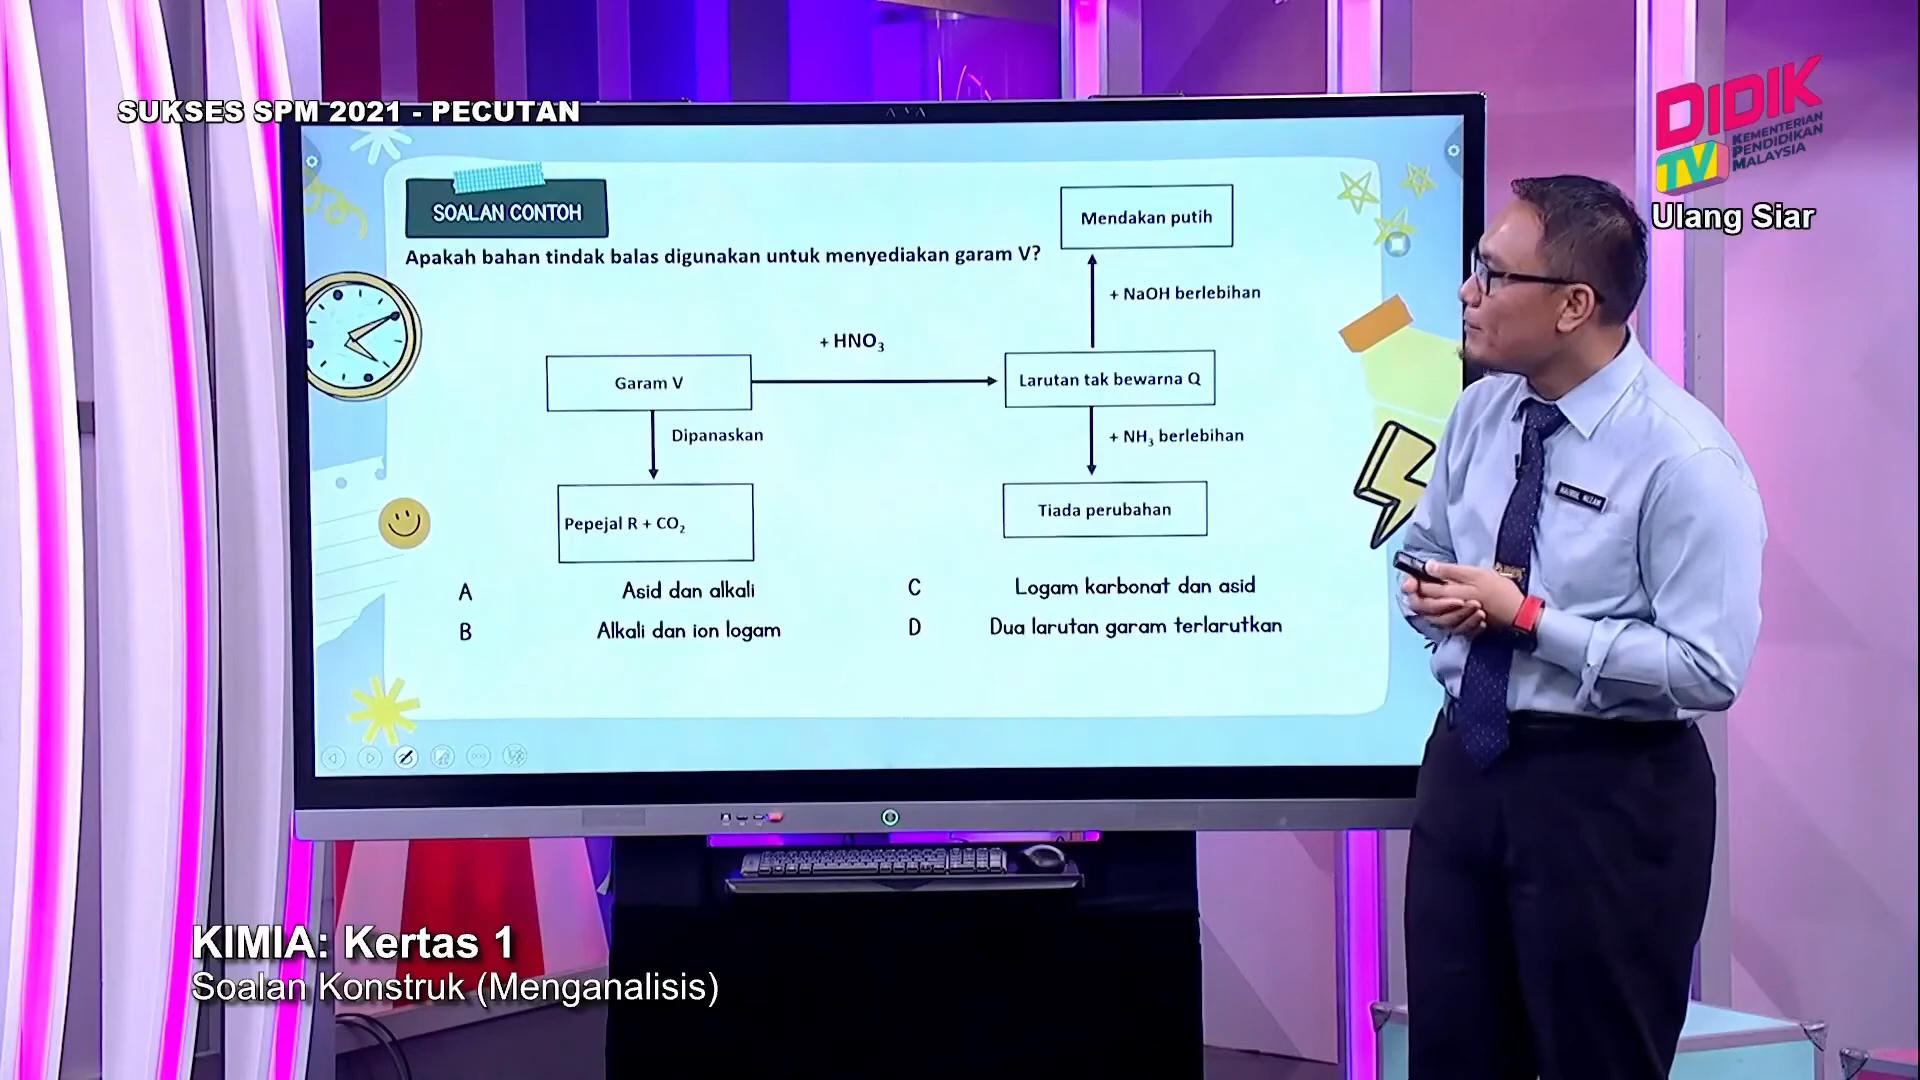 SUKSES SPM 2021 - PECUTAN
DIDIK
TV
KEMENTERIAN
PENDIDIKAN
MALAYSIA
Ulang Siar
SOALAN CONTOH
Apakah bahan tindak balas digunakan untuk menyediakan garam V?
Mendakan putih
+ NaOH berlebihan
+ HNO₃
Garam V
Larutan tak bewarna Q
Dipanaskan
+ NH₃ berlebihan
Pepejal R + CO₂
Tiada perubahan
A Asid dan alkali
B Alkali dan ion logam
C Logam karbonat dan asid
D Dua larutan garam terlarutkan
KIMIA: Kertas 1
Soalan Konstruk (Menganalisis)